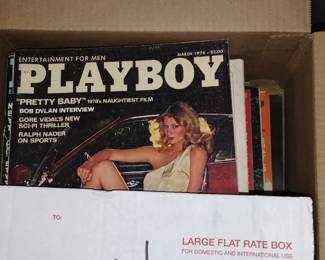 ENTERTAINMENT FOR MEN
MARCH 1978 • $2.00
PLAYBOY
"PRETTY BABY" 1978's NAUGHTIEST FILM
BOB DYLAN INTERVIEW
GORE VIDAL'S NEW
SCI-FI THRILLER
RALPH NADER
ON SPORTS
TO:
LARGE FLAT RATE BOX
FOR DOMESTIC AND INTERNATIONAL USE